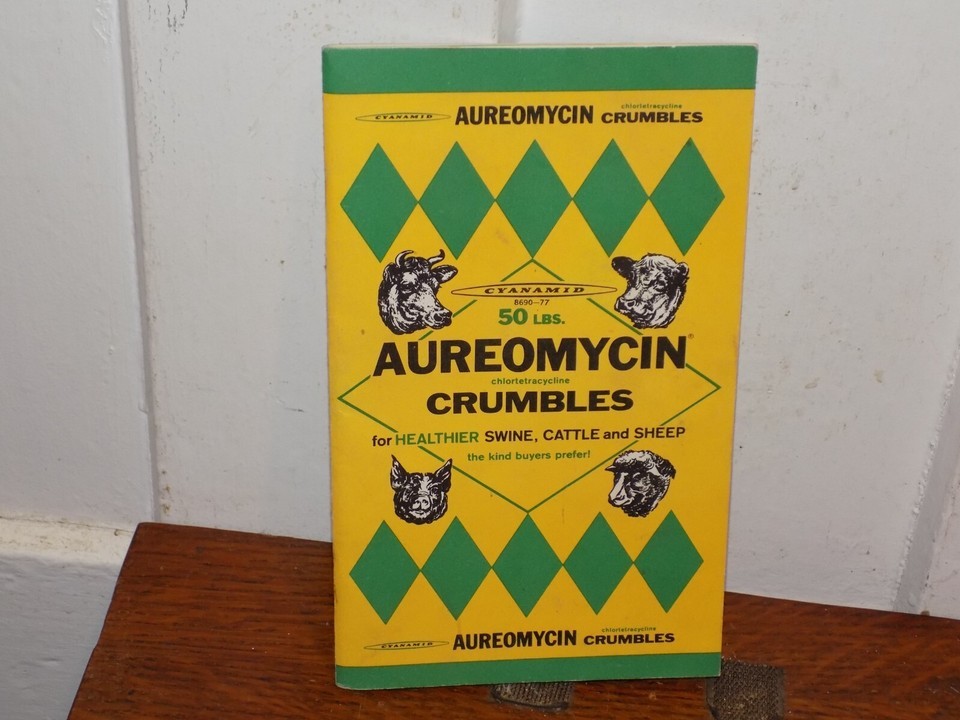 CYANAMID AUREOMYCIN chlortetracycline CRUMBLES
CYANAMID
8690-77
50 LBS.
AUREOMYCIN®
chlortetracycline
CRUMBLES
for HEALTHIER SWINE, CATTLE and SHEEP
the kind buyers prefer!
CYANAMID AUREOMYCIN chlortetracycline CRUMBLES